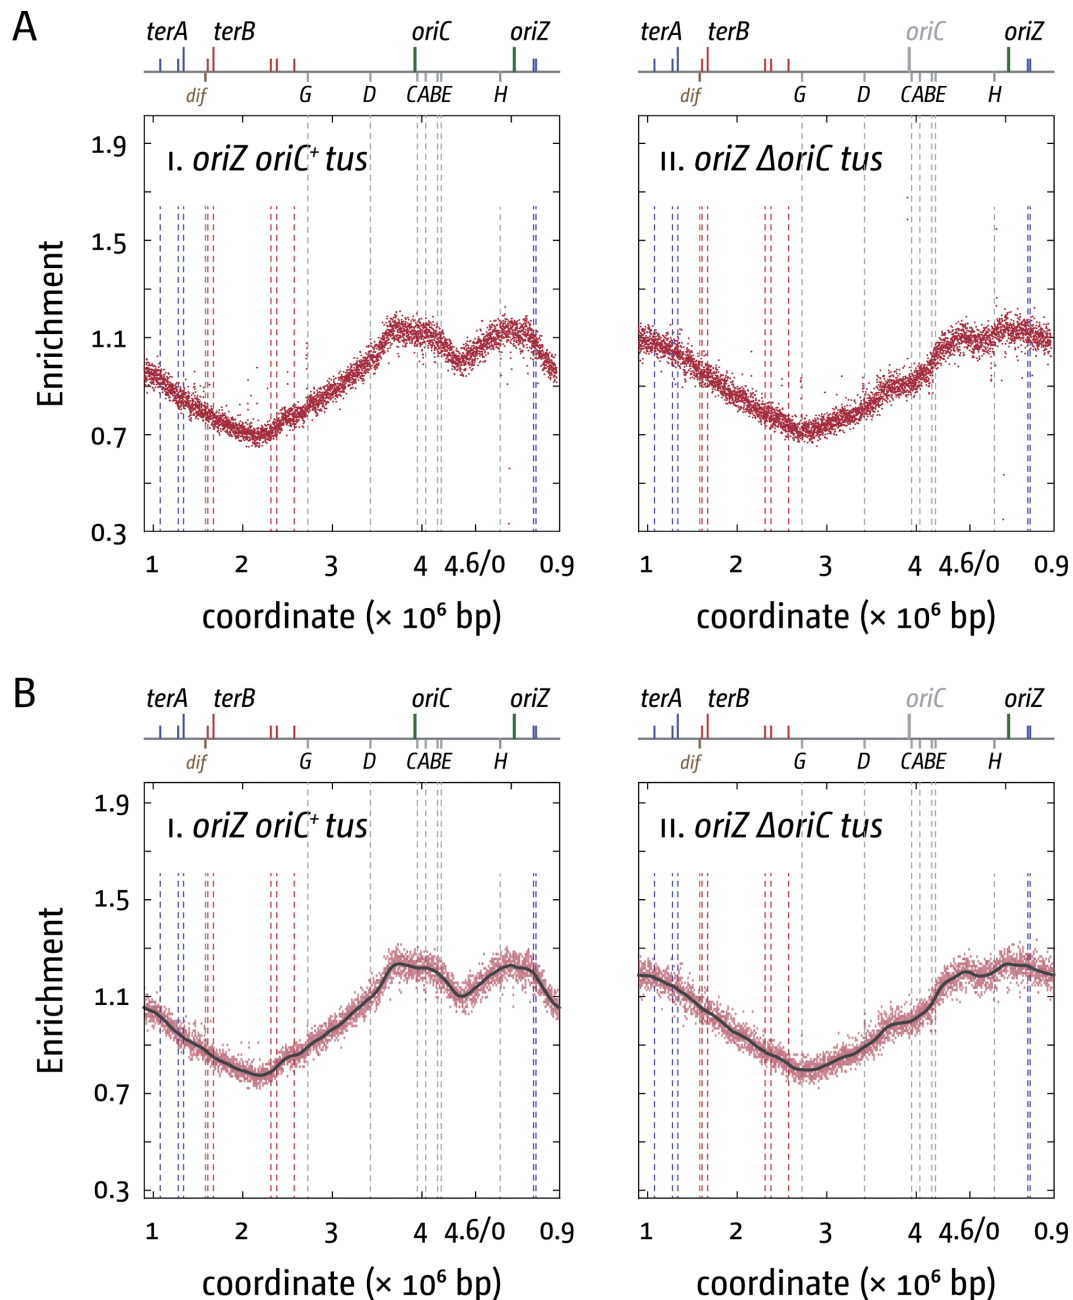 A
terA terB oriC oriZ
dif G D CABE H
I. oriZ oriC⁺ tus
1.9
1.5
1.1
0.7
0.3
Enrichment
1 2 3 4 4.6/0 0.9
coordinate (× 10⁶ bp)
terA terB oriC oriZ
dif G D CABE H
II. oriZ ΔoriC tus
1 2 3 4 4.6/0 0.9
coordinate (× 10⁶ bp)
B
terA terB oriC oriZ
dif G D CABE H
I. oriZ oriC⁺ tus
1.9
1.5
1.1
0.7
0.3
Enrichment
1 2 3 4 4.6/0 0.9
coordinate (× 10⁶ bp)
terA terB oriC oriZ
dif G D CABE H
II. oriZ ΔoriC tus
1 2 3 4 4.6/0 0.9
coordinate (× 10⁶ bp)